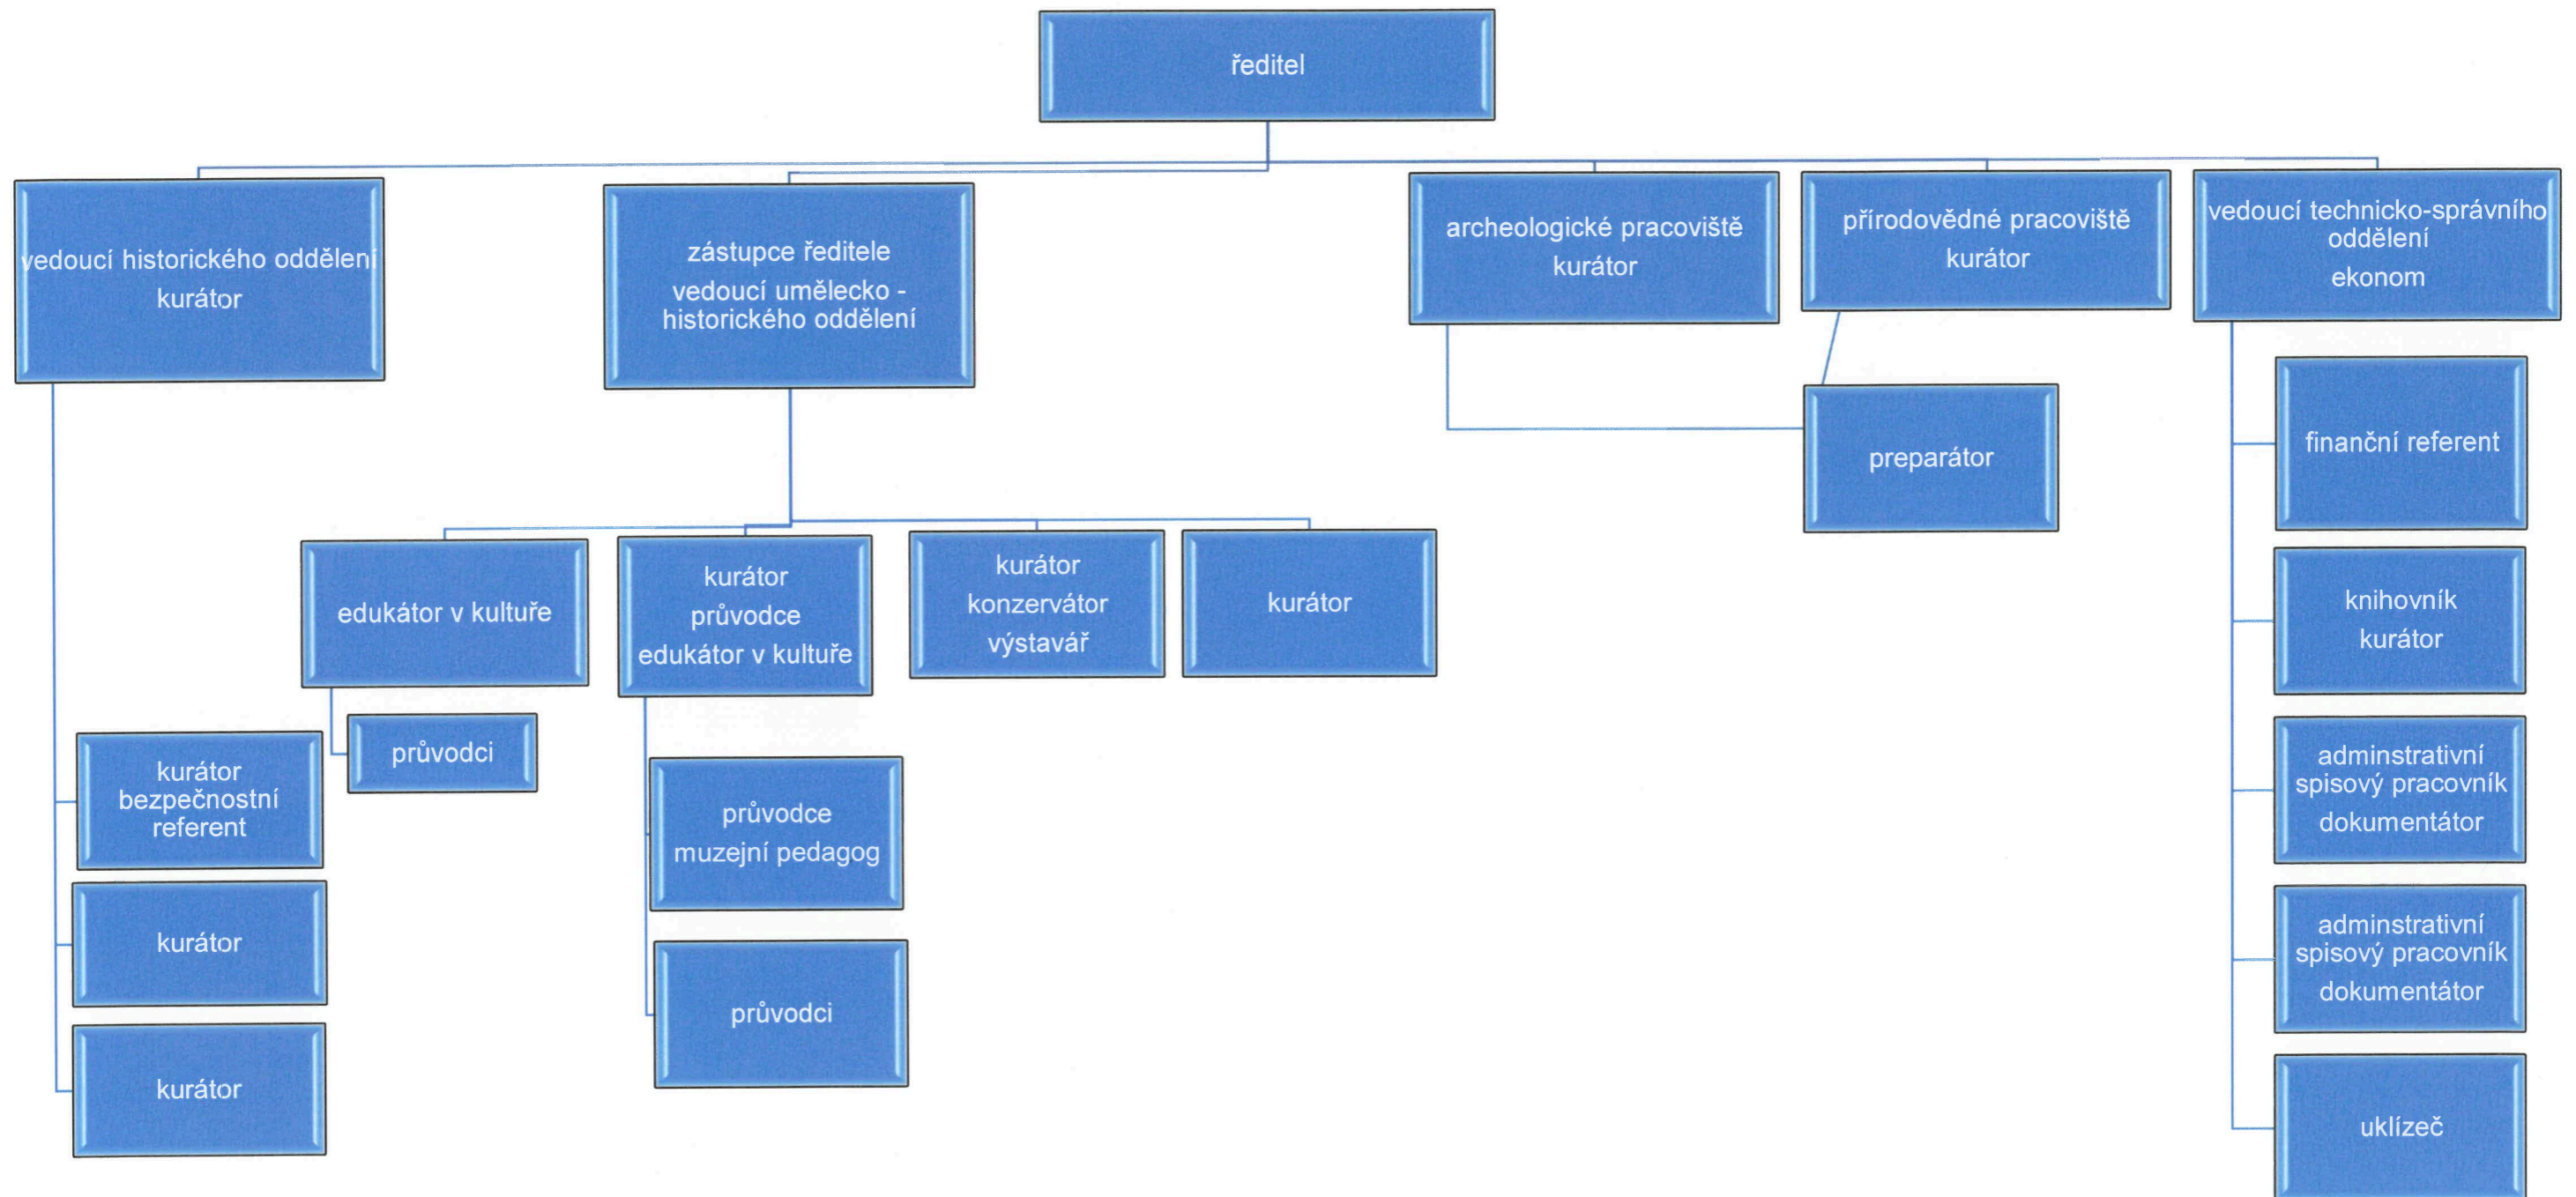 ředitel
vedoucí historického oddělení
kurátor
zástupce ředitele
vedoucí umělecko -
historického oddělení
archeologické pracoviště
kurátor
přírodovědné pracoviště
kurátor
vedoucí technicko-správního
oddělení
ekonom
preparátor
finanční referent
edukátor v kultuře
kurátor
průvodce
edukátor v kultuře
kurátor
konzervátor
výstavář
kurátor
knihovník
kurátor
průvodci
kurátor
bezpečnostní
referent
průvodce
muzejní pedagog
adminstrativní
spisový pracovník
dokumentátor
kurátor
průvodci
adminstrativní
spisový pracovník
dokumentátor
kurátor
uklízeč